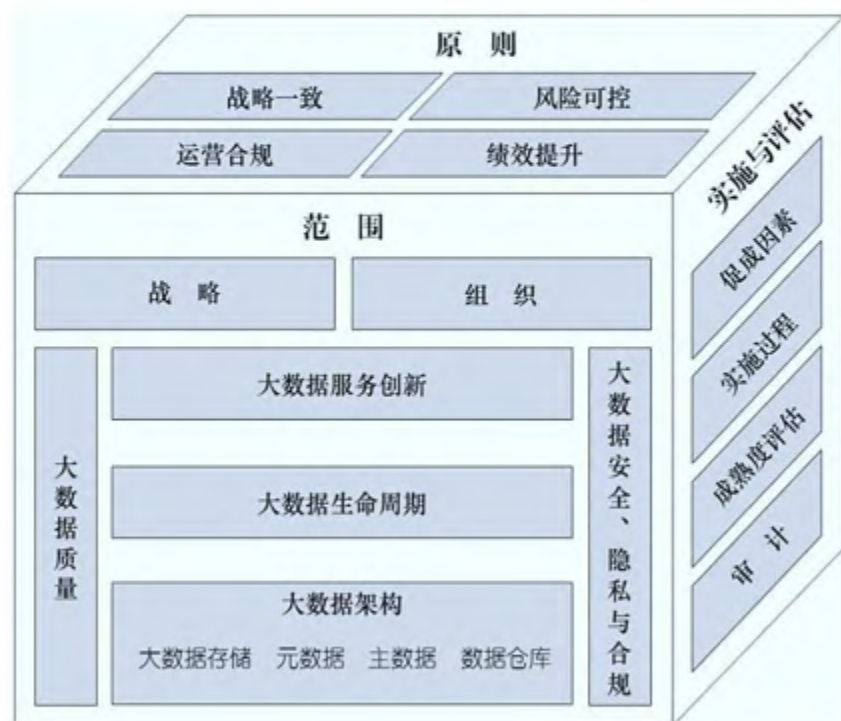 原 则
战略一致 风险可控
运营合规 绩效提升
范 围
战 略 组 织
大数据质量
大数据服务创新
大数据生命周期
大数据架构
大数据存储 元数据 主数据 数据仓库
大数据安全、隐私与合规
实施与评估
促成因素
实施过程
成熟度评估
审 计